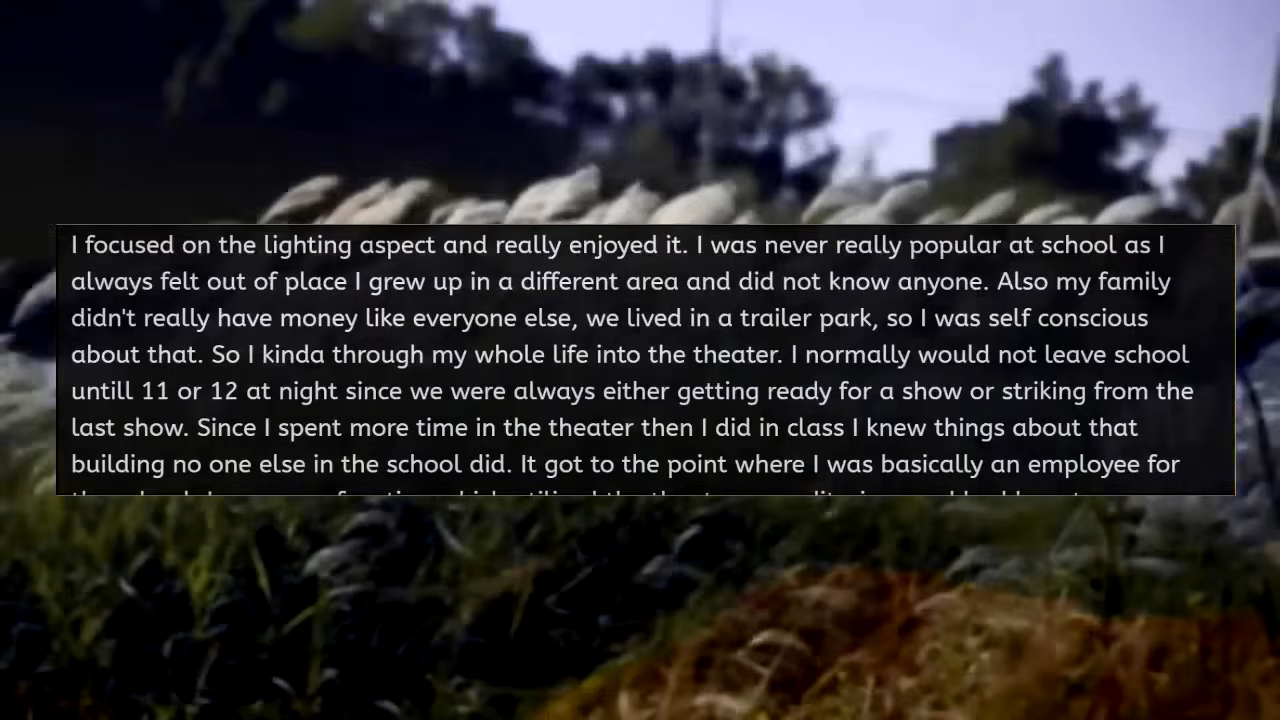 I focused on the lighting aspect and really enjoyed it. I was never really popular at school as I
always felt out of place I grew up in a different area and did not know anyone. Also my family
didn't really have money like everyone else, we lived in a trailer park, so I was self conscious
about that. So I kinda through my whole life into the theater. I normally would not leave school
untill 11 or 12 at night since we were always either getting ready for a show or striking from the
last show. Since I spent more time in the theater then I did in class I knew things about that
building no one else in the school did. It got to the point where I was basically an employee for